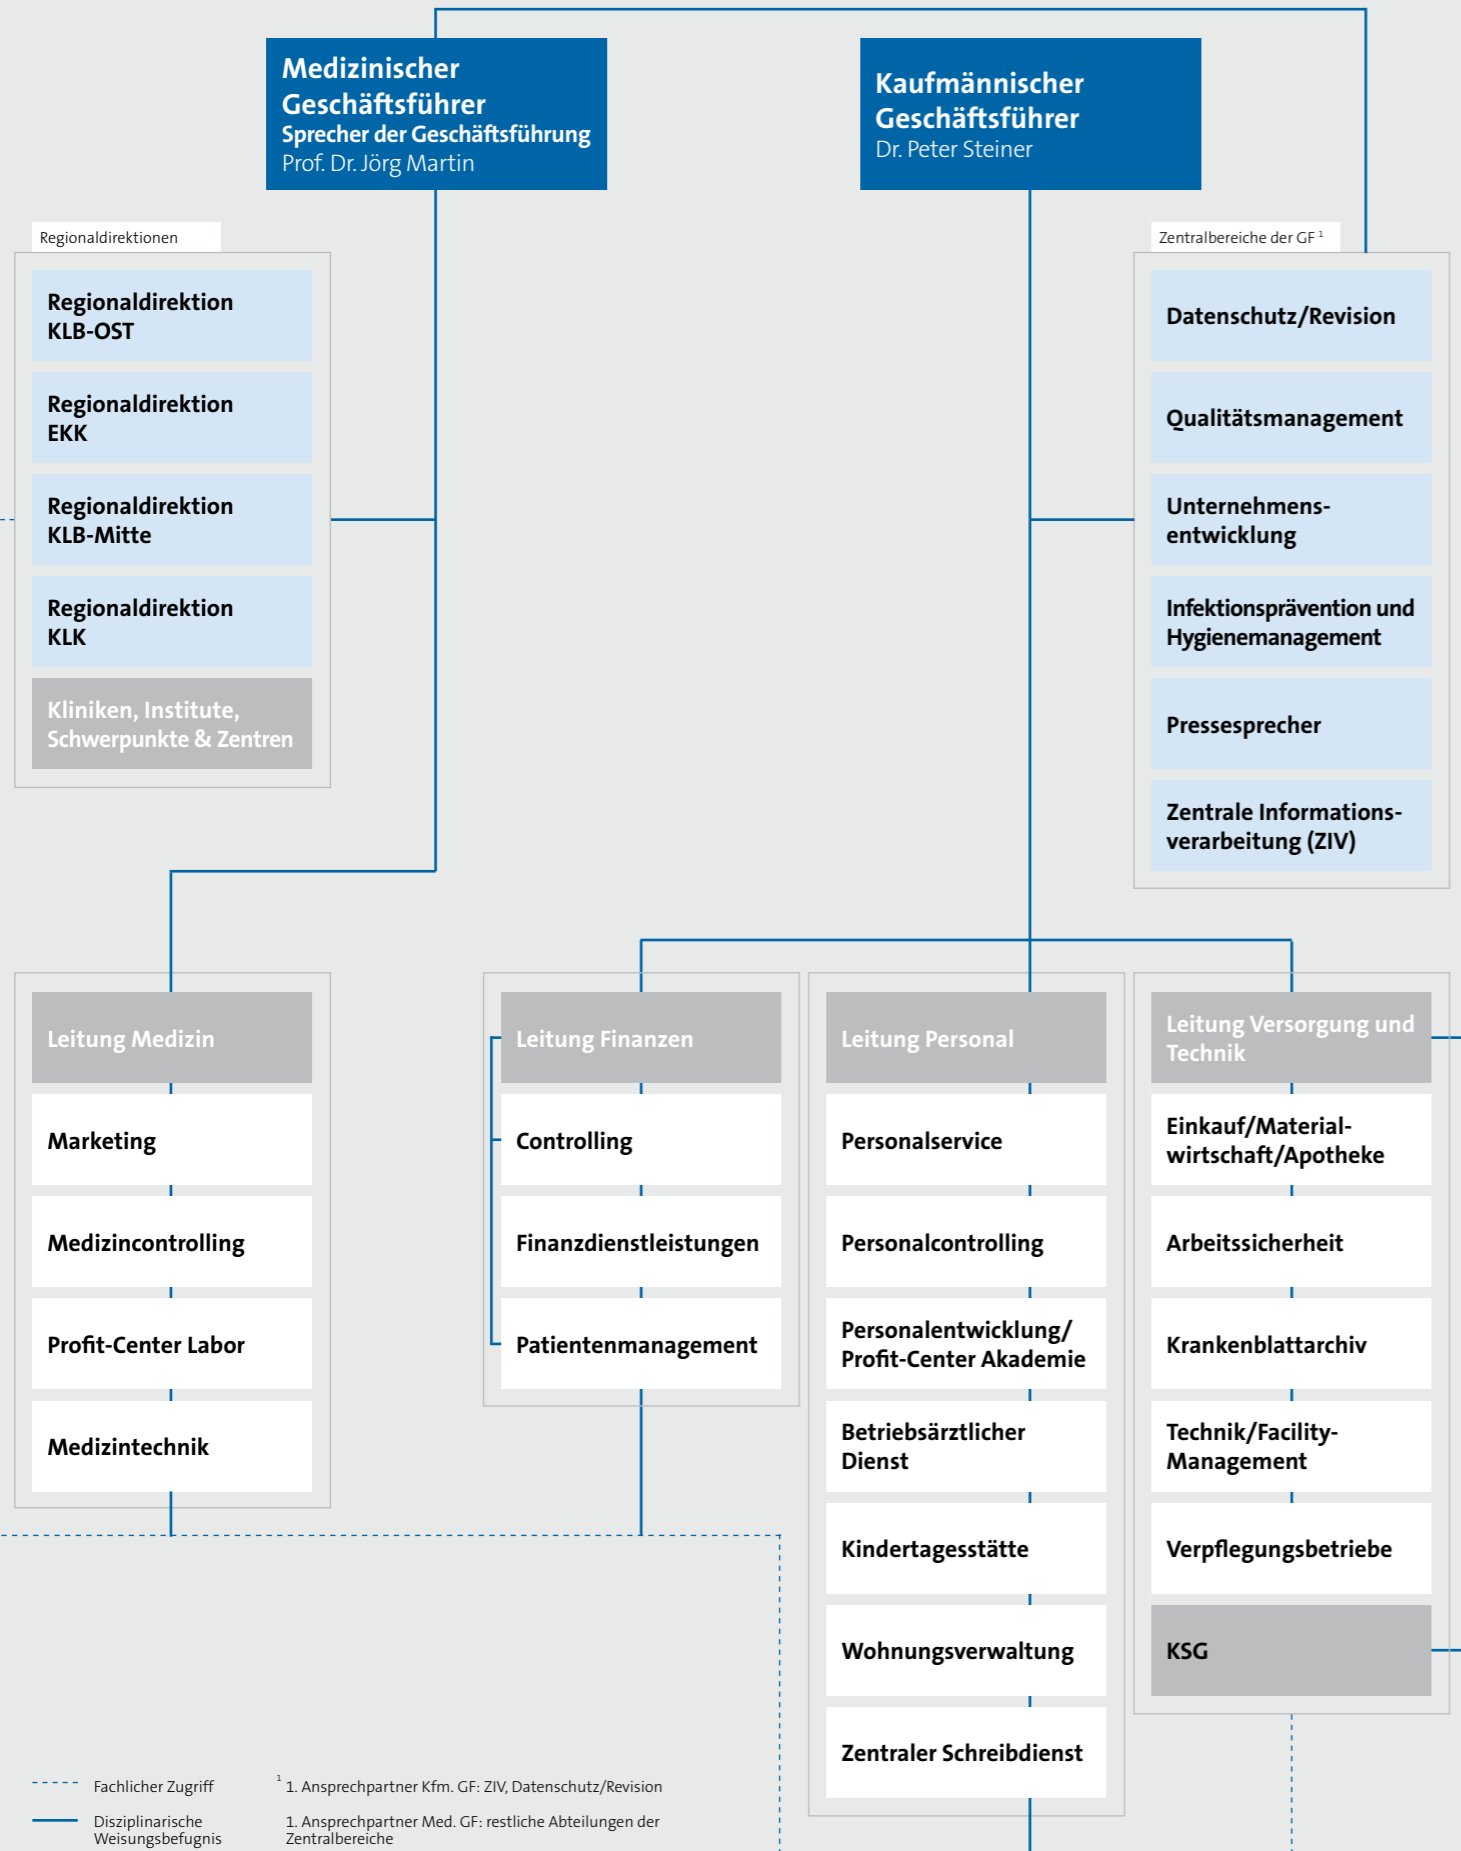 Medizinischer
Geschäftsführer
Sprecher der Geschäftsführung
Prof. Dr. Jörg Martin
Kaufmännischer
Geschäftsführer
Dr. Peter Steiner
Regionaldirektionen
Regionaldirektion
KLB-OST
Regionaldirektion
EKK
Regionaldirektion
KLB-Mitte
Regionaldirektion
KLK
Kliniken, Institute,
Schwerpunkte & Zentren
Zentralbereiche der GF ¹
Datenschutz/Revision
Qualitätsmanagement
Unternehmens-
entwicklung
Infektionsprävention und
Hygienemanagement
Pressesprecher
Zentrale Informations-
verarbeitung (ZIV)
Leitung Medizin
Marketing
Medizincontrolling
Profit-Center Labor
Medizintechnik
Leitung Finanzen
Controlling
Finanzdienstleistungen
Patientenmanagement
Leitung Personal
Personalservice
Personalcontrolling
Personalentwicklung/
Profit-Center Akademie
Betriebsärztlicher
Dienst
Kindertagesstätte
Wohnungsverwaltung
Zentraler Schreibdienst
Leitung Versorgung und
Technik
Einkauf/Material-
wirtschaft/Apotheke
Arbeitssicherheit
Krankenblattarchiv
Technik/Facility-
Management
Verpflegungsbetriebe
KSG
Fachlicher Zugriff
Disziplinarische
Weisungsbefugnis
¹ 1. Ansprechpartner Kfm. GF: ZIV, Datenschutz/Revision
1. Ansprechpartner Med. GF: restliche Abteilungen der
Zentralbereiche